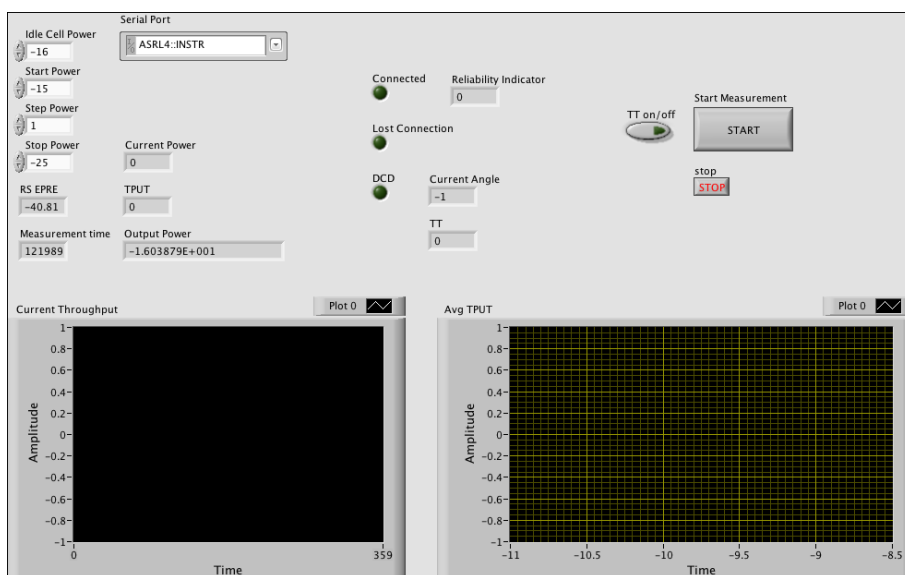 Serial Port
ASRL4::INSTR
Idle Cell Power
-16
Start Power
-15
Step Power
1
Stop Power
-25
Current Power
0
RS EPRE
-40.81
TPUT
0
Measurement time
121989
Output Power
-1.603879E+001
Connected
Reliability Indicator
0
Lost Connection
DCD
Current Angle
-1
TT
0
TT on/off
Start Measurement
START
stop
STOP
Current Throughput
Plot 0
Amplitude
1
0.8
0.6
0.4
0.2
0
-0.2
-0.4
-0.6
-0.8
-1
0
359
Time
Avg TPUT
Plot 0
Amplitude
1
0.8
0.6
0.4
0.2
0
-0.2
-0.4
-0.6
-0.8
-1
-11
-10.5
-10
-9.5
-9
-8.5
Time